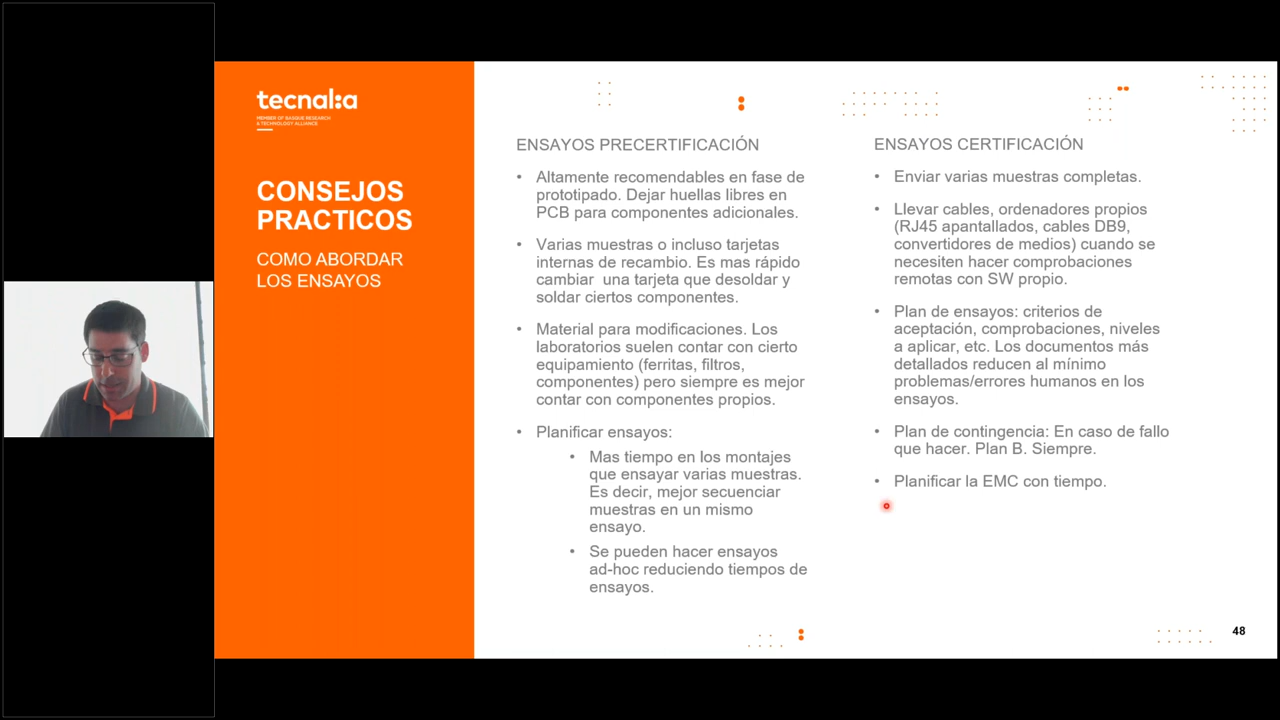 tecnal:a
MEMBER OF BASQUE RESEARCH
& TECHNOLOGY ALLIANCE
CONSEJOS
PRACTICOS
COMO ABORDAR
LOS ENSAYOS
ENSAYOS PRECERTIFICACIÓN
• Altamente recomendables en fase de
prototipado. Dejar huellas libres en
PCB para componentes adicionales.
• Varias muestras o incluso tarjetas
internas de recambio. Es mas rápido
cambiar una tarjeta que desoldar y
soldar ciertos componentes.
• Material para modificaciones. Los
laboratorios suelen contar con cierto
equipamiento (ferritas, filtros,
componentes) pero siempre es mejor
contar con componentes propios.
• Planificar ensayos:
• Mas tiempo en los montajes
que ensayar varias muestras.
Es decir, mejor secuenciar
muestras en un mismo
ensayo.
• Se pueden hacer ensayos
ad-hoc reduciendo tiempos de
ensayos.
ENSAYOS CERTIFICACIÓN
• Enviar varias muestras completas.
• Llevar cables, ordenadores propios
(RJ45 apantallados, cables DB9,
convertidores de medios) cuando se
necesiten hacer comprobaciones
remotas con SW propio.
• Plan de ensayos: criterios de
aceptación, comprobaciones, niveles
a aplicar, etc. Los documentos más
detallados reducen al mínimo
problemas/errores humanos en los
ensayos.
• Plan de contingencia: En caso de fallo
que hacer. Plan B. Siempre.
• Planificar la EMC con tiempo.
48